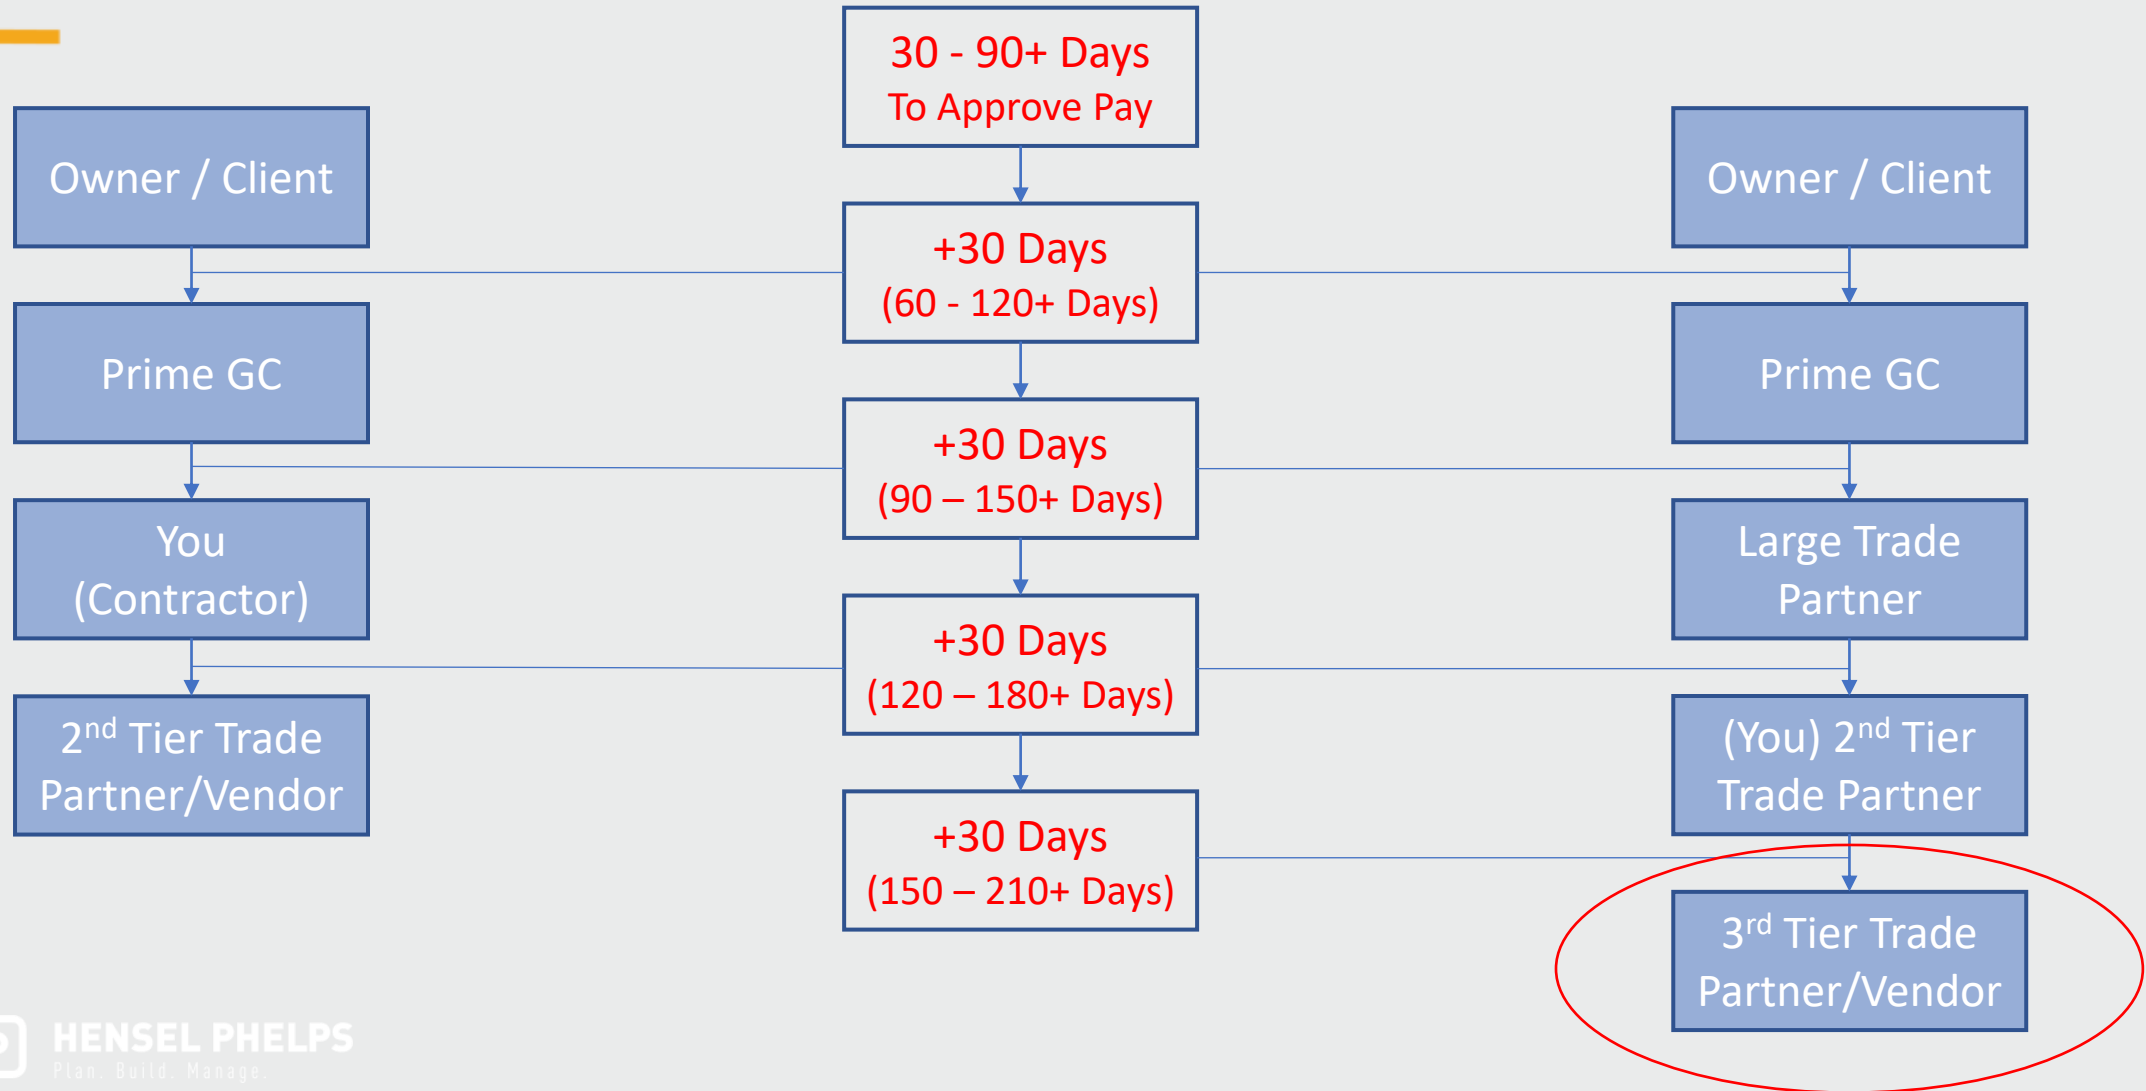 30 - 90+ Days
To Approve Pay
Owner / Client
Owner / Client
+30 Days
(60 - 120+ Days)
Prime GC
Prime GC
+30 Days
(90 – 150+ Days)
You
(Contractor)
Large Trade
Partner
+30 Days
(120 – 180+ Days)
2nd Tier Trade
Partner/Vendor
(You) 2nd Tier
Trade Partner
+30 Days
(150 – 210+ Days)
3rd Tier Trade
Partner/Vendor
HENSEL PHELPS
Plan. Build. Manage.